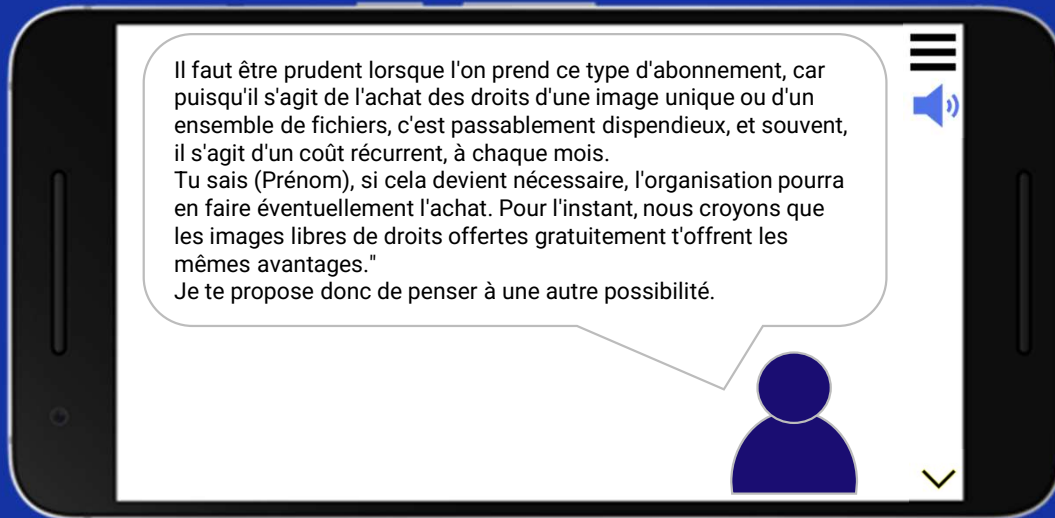 Il faut être prudent lorsque l'on prend ce type d'abonnement, car
puisqu'il s'agit de l'achat des droits d'une image unique ou d'un
ensemble de fichiers, c'est passablement dispendieux, et souvent,
il s'agit d'un coût récurrent, à chaque mois.
Tu sais (Prénom), si cela devient nécessaire, l'organisation pourra
en faire éventuellement l'achat. Pour l'instant, nous croyons que
les images libres de droits offertes gratuitement t'offrent les
mêmes avantages."
Je te propose donc de penser à une autre possibilité.